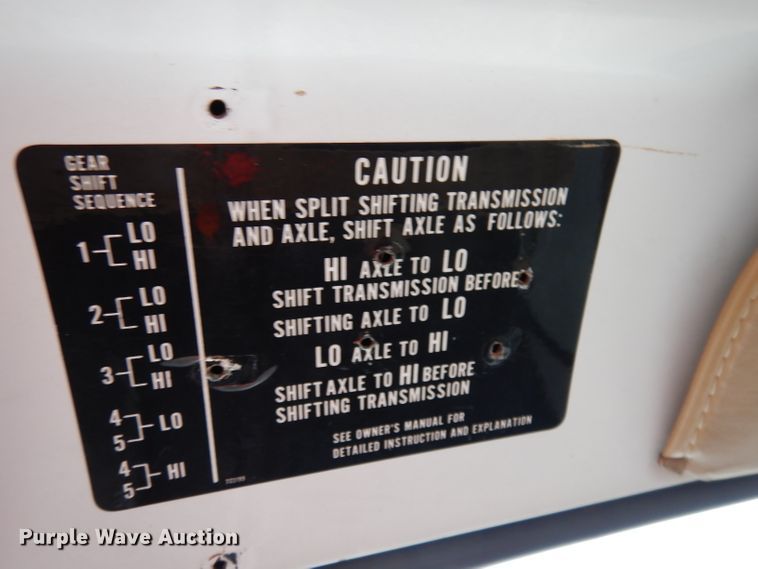 GEAR
SHIFT
SEQUENCE
1 LO
HI
2 LO
HI
3 LO
HI
4
5 LO
4
5 HI
CAUTION
WHEN SPLIT SHIFTING TRANSMISSION
AND AXLE, SHIFT AXLE AS FOLLOWS:
HI AXLE TO LO
SHIFT TRANSMISSION BEFORE
SHIFTING AXLE TO LO
LO AXLE TO HI
SHIFT AXLE TO HI BEFORE
SHIFTING TRANSMISSION
SEE OWNER'S MANUAL FOR
DETAILED INSTRUCTION AND EXPLANATION
Purple Wave Auction